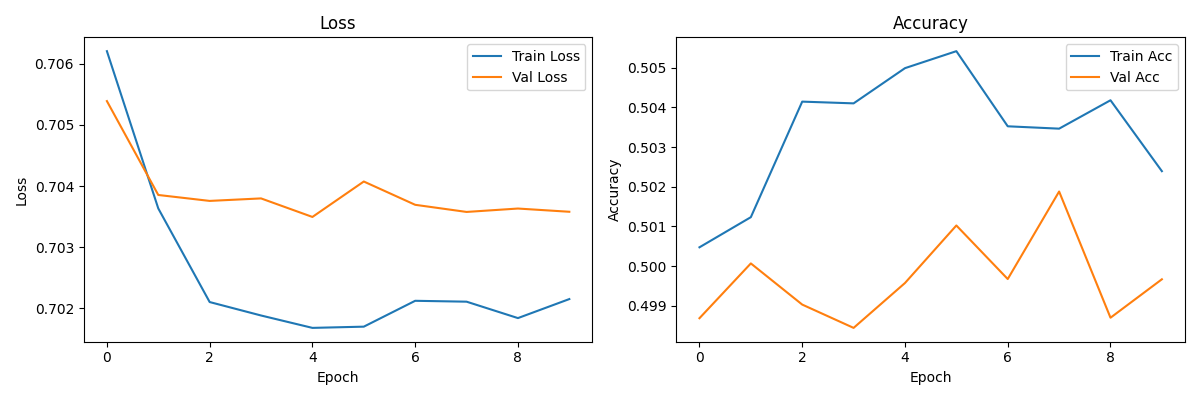 Loss
Train Loss
Val Loss
0.706
0.705
0.704
0.703
0.702
Loss
0 2 4 6 8
Epoch
Accuracy
Train Acc
Val Acc
0.505
0.504
0.503
0.502
0.501
0.500
0.499
Accuracy
0 2 4 6 8
Epoch